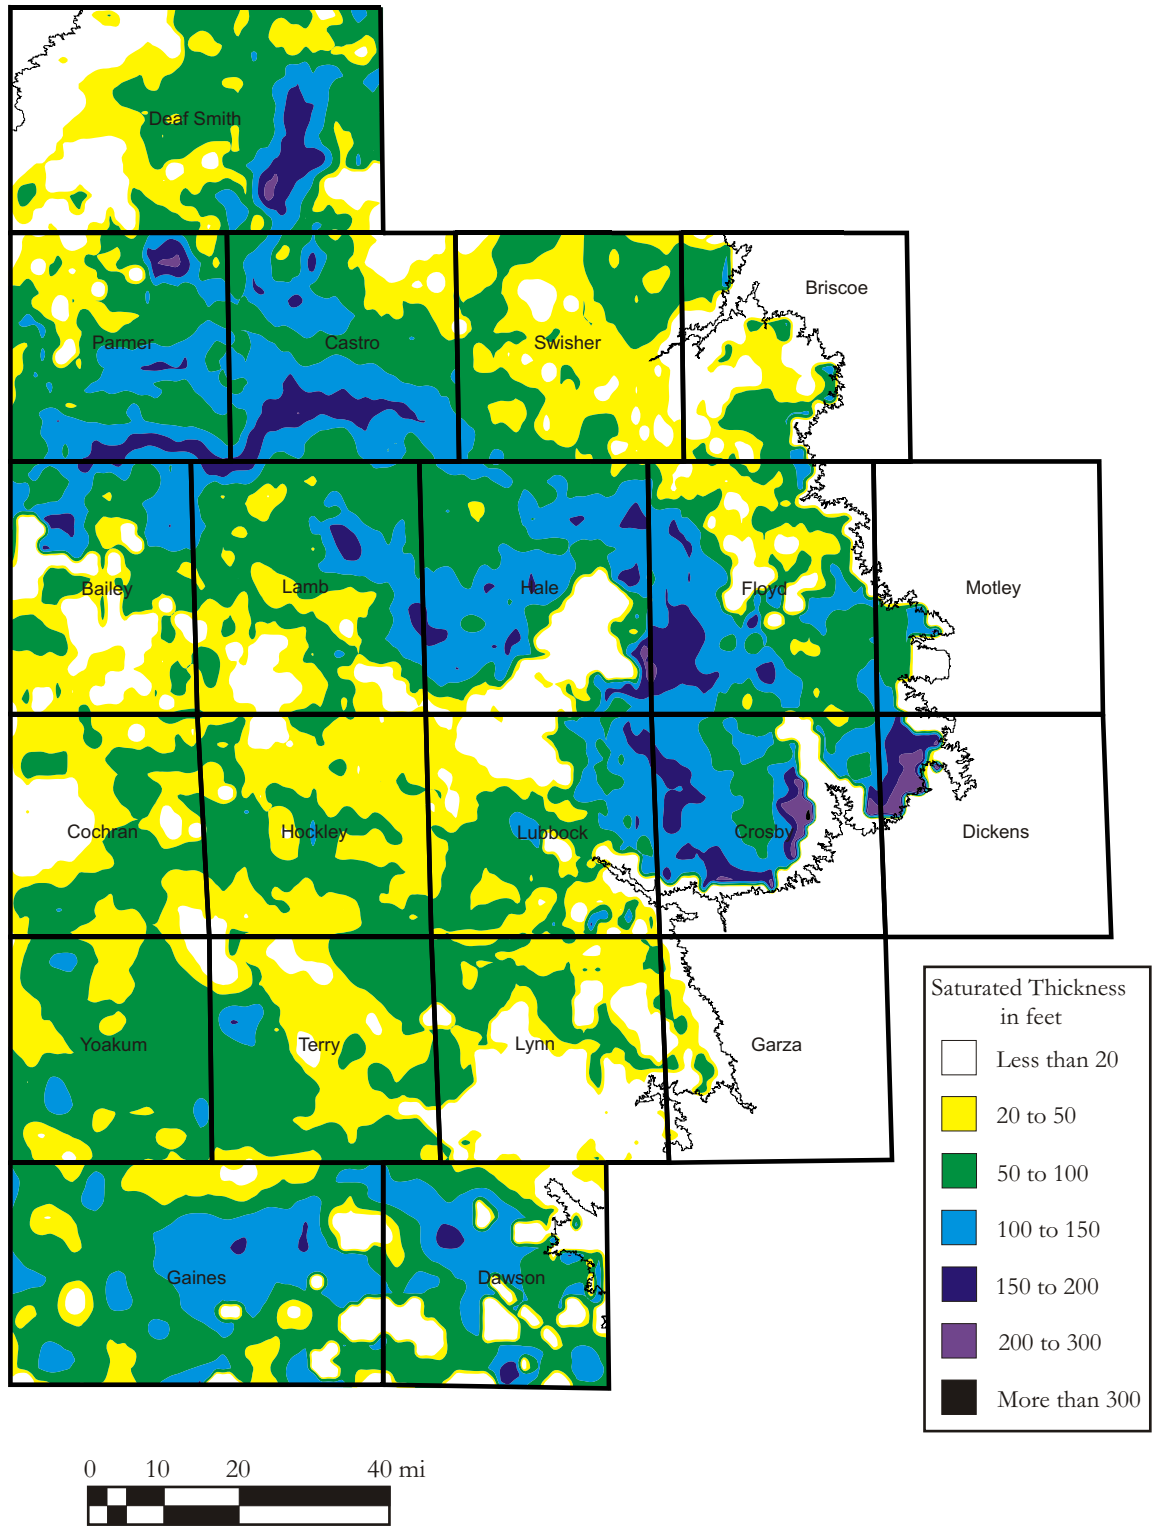 Deaf Smith
Briscoe
Parmer
Castro
Swisher
Bailey
Lamb
Hale
Floyd
Motley
Cochran
Hockley
Lubbock
Crosby
Dickens
Yoakum
Terry
Lynn
Garza
Gaines
Dawson
Saturated Thickness
in feet
Less than 20
20 to 50
50 to 100
100 to 150
150 to 200
200 to 300
More than 300
0 10 20 40 mi